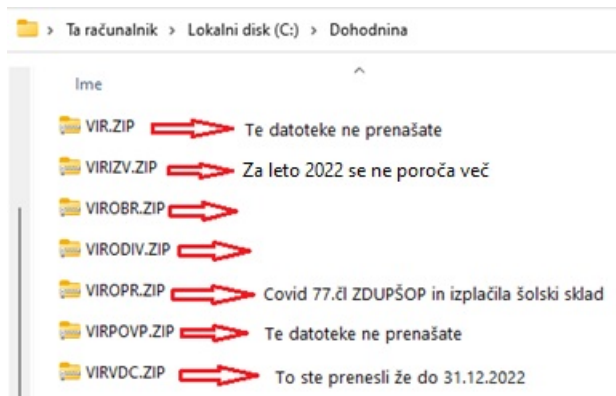 Ta računalnik > Lokalni disk (C:) > Dohodnina
Ime
VIR.ZIP Te datoteke ne prenašate
VIRIZV.ZIP Za leto 2022 se ne poroča več
VIROBR.ZIP
VIRODIV.ZIP
VIROPR.ZIP Covid 77.čl ZDUPŠOP in izplačila šolski sklad
VIRPOVP.ZIP Te datoteke ne prenašate
VIRVDC.ZIP To ste prenesli že do 31.12.2022